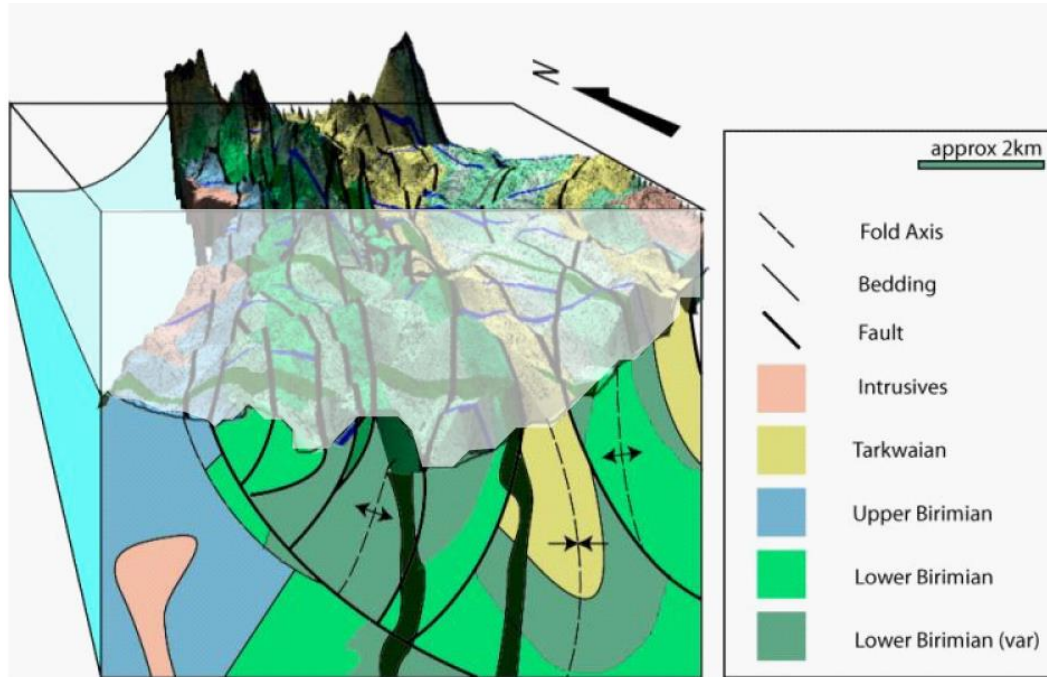 N
approx 2km
Fold Axis
Bedding
Fault
Intrusives
Tarkwaian
Upper Birimian
Lower Birimian
Lower Birimian (var)